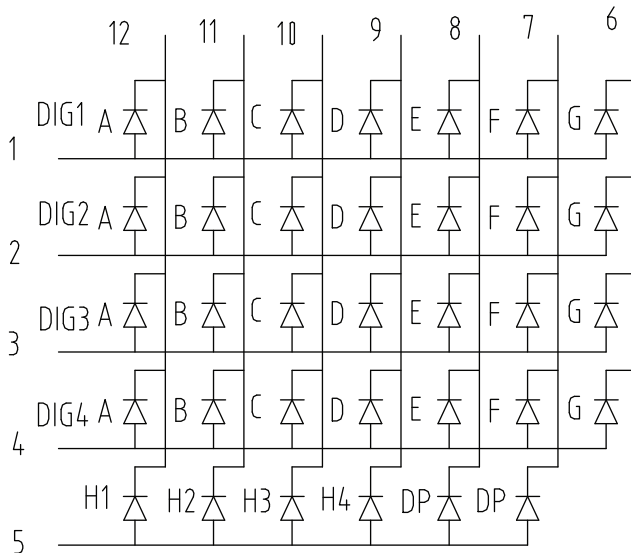 12 11 10 9 8 7 6
DIG1 A B C D E F G
1
DIG2 A B C D E F G
2
DIG3 A B C D E F G
3
DIG4 A B C D E F G
4
H1 H2 H3 H4 DP DP
5